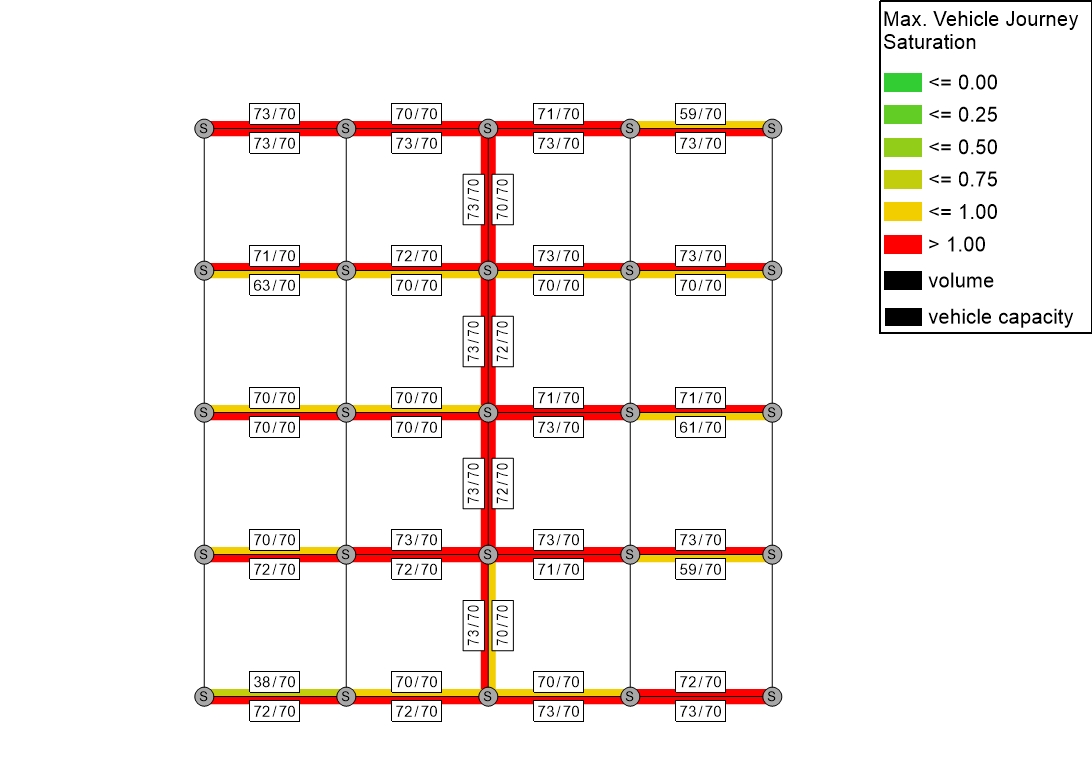 Max. Vehicle Journey
Saturation
<= 0.00
<= 0.25
<= 0.50
<= 0.75
<= 1.00
> 1.00
volume
vehicle capacity
73/70 70/70 71/70 59/70
S S S S S
73/70 73/70 73/70 73/70
73/70 70/70
71/70 72/70 73/70 73/70
S S S S S
63/70 70/70 70/70 70/70
73/70 72/70
70/70 70/70 71/70 71/70
S S S S S
70/70 70/70 73/70 61/70
73/70 72/70
70/70 73/70 73/70 73/70
S S S S S
72/70 72/70 71/70 59/70
73/70 70/70
38/70 70/70 70/70 72/70
S S S S S
72/70 72/70 73/70 73/70